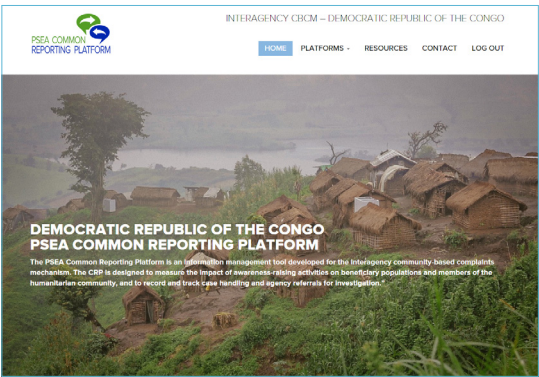 PSEA COMMON
REPORTING PLATFORM
INTERAGENCY CBCM – DEMOCRATIC REPUBLIC OF THE CONGO
HOME PLATFORMS RESOURCES CONTACT LOG OUT
DEMOCRATIC REPUBLIC OF THE CONGO
PSEA COMMON REPORTING PLATFORM
The PSEA Common Reporting Platform is an information management tool developed for the Interagency community-based complaints
mechanism. The CRP is designed to measure the impact of awareness-raising activities on beneficiary populations and members of the
humanitarian community, and to record and track case handling and agency referrals for investigation."